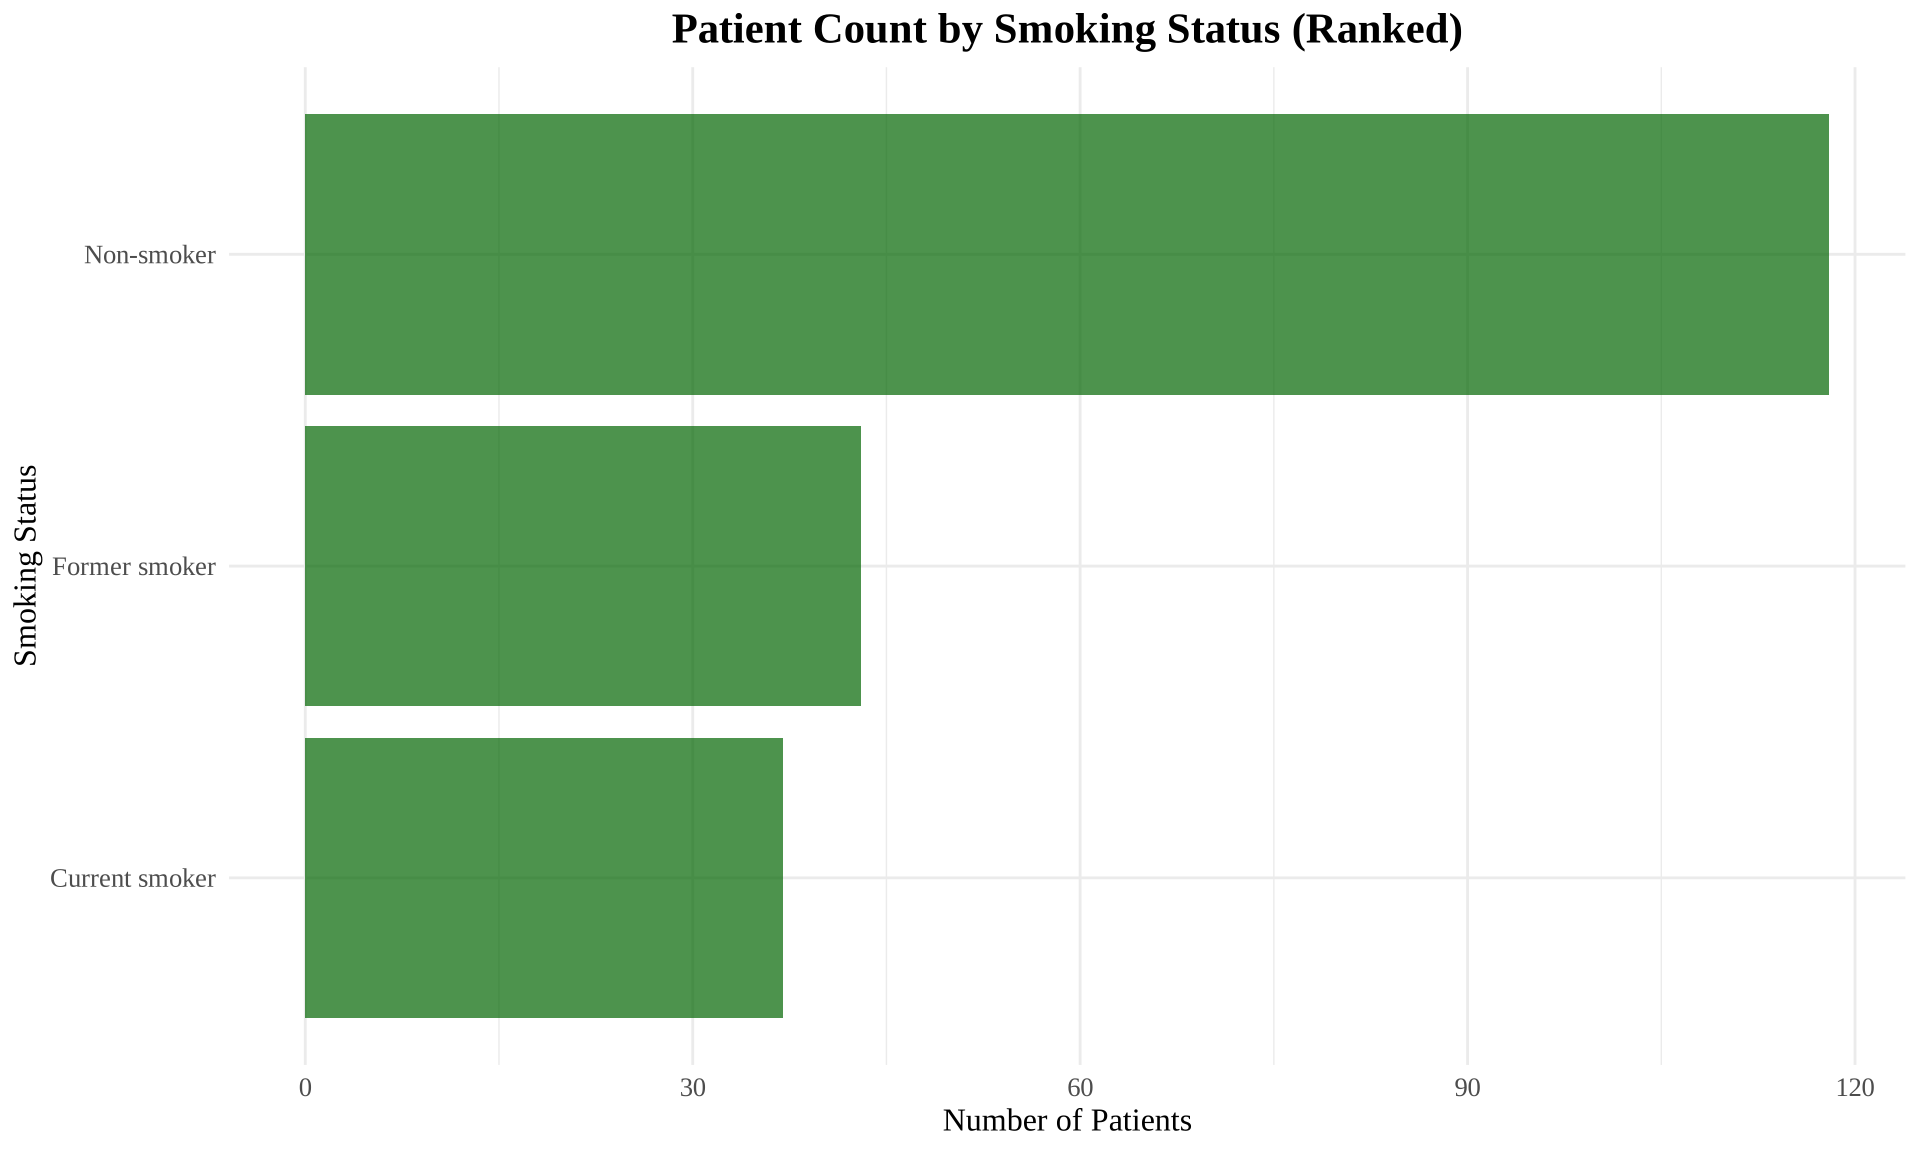 Patient Count by Smoking Status (Ranked)
Smoking Status
Non-smoker
Former smoker
Current smoker
0 30 60 90 120
Number of Patients